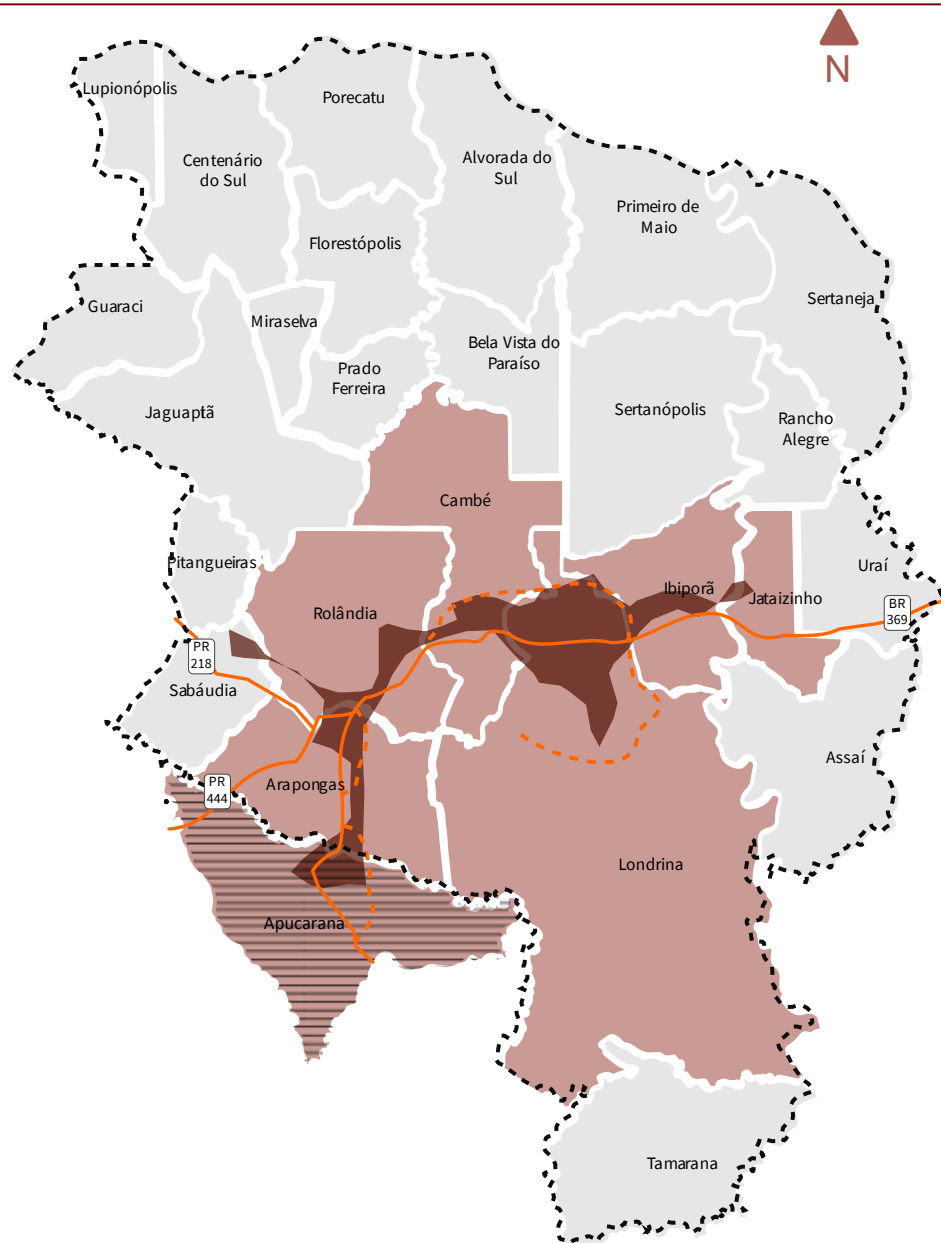 N
Lupionópolis
Porecatu
Centenário
do Sul
Alvorada do
Sul
Primeiro de
Maio
Florestópolis
Sertaneja
Guaraci
Miraselva
Bela Vista do
Paraíso
Prado
Ferreira
Jaguaptã
Sertanópolis
Rancho
Alegre
Cambé
Pitangueiras
Uraí
Ibiporã
Jataizinho
Rolândia
BR
369
PR
218
Sabáudia
Assaí
PR
444
Arapongas
Londrina
Apucarana
Tamarana